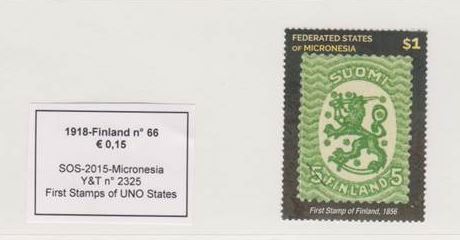 1918-Finland n° 66
€ 0,15
SOS-2015-Micronesia
Y&T n° 2325
First Stamps of UNO States
FEDERATED STATES
OF MICRONESIA
$1
SUOMI
5 FINLAND 5
First Stamp of Finland, 1856